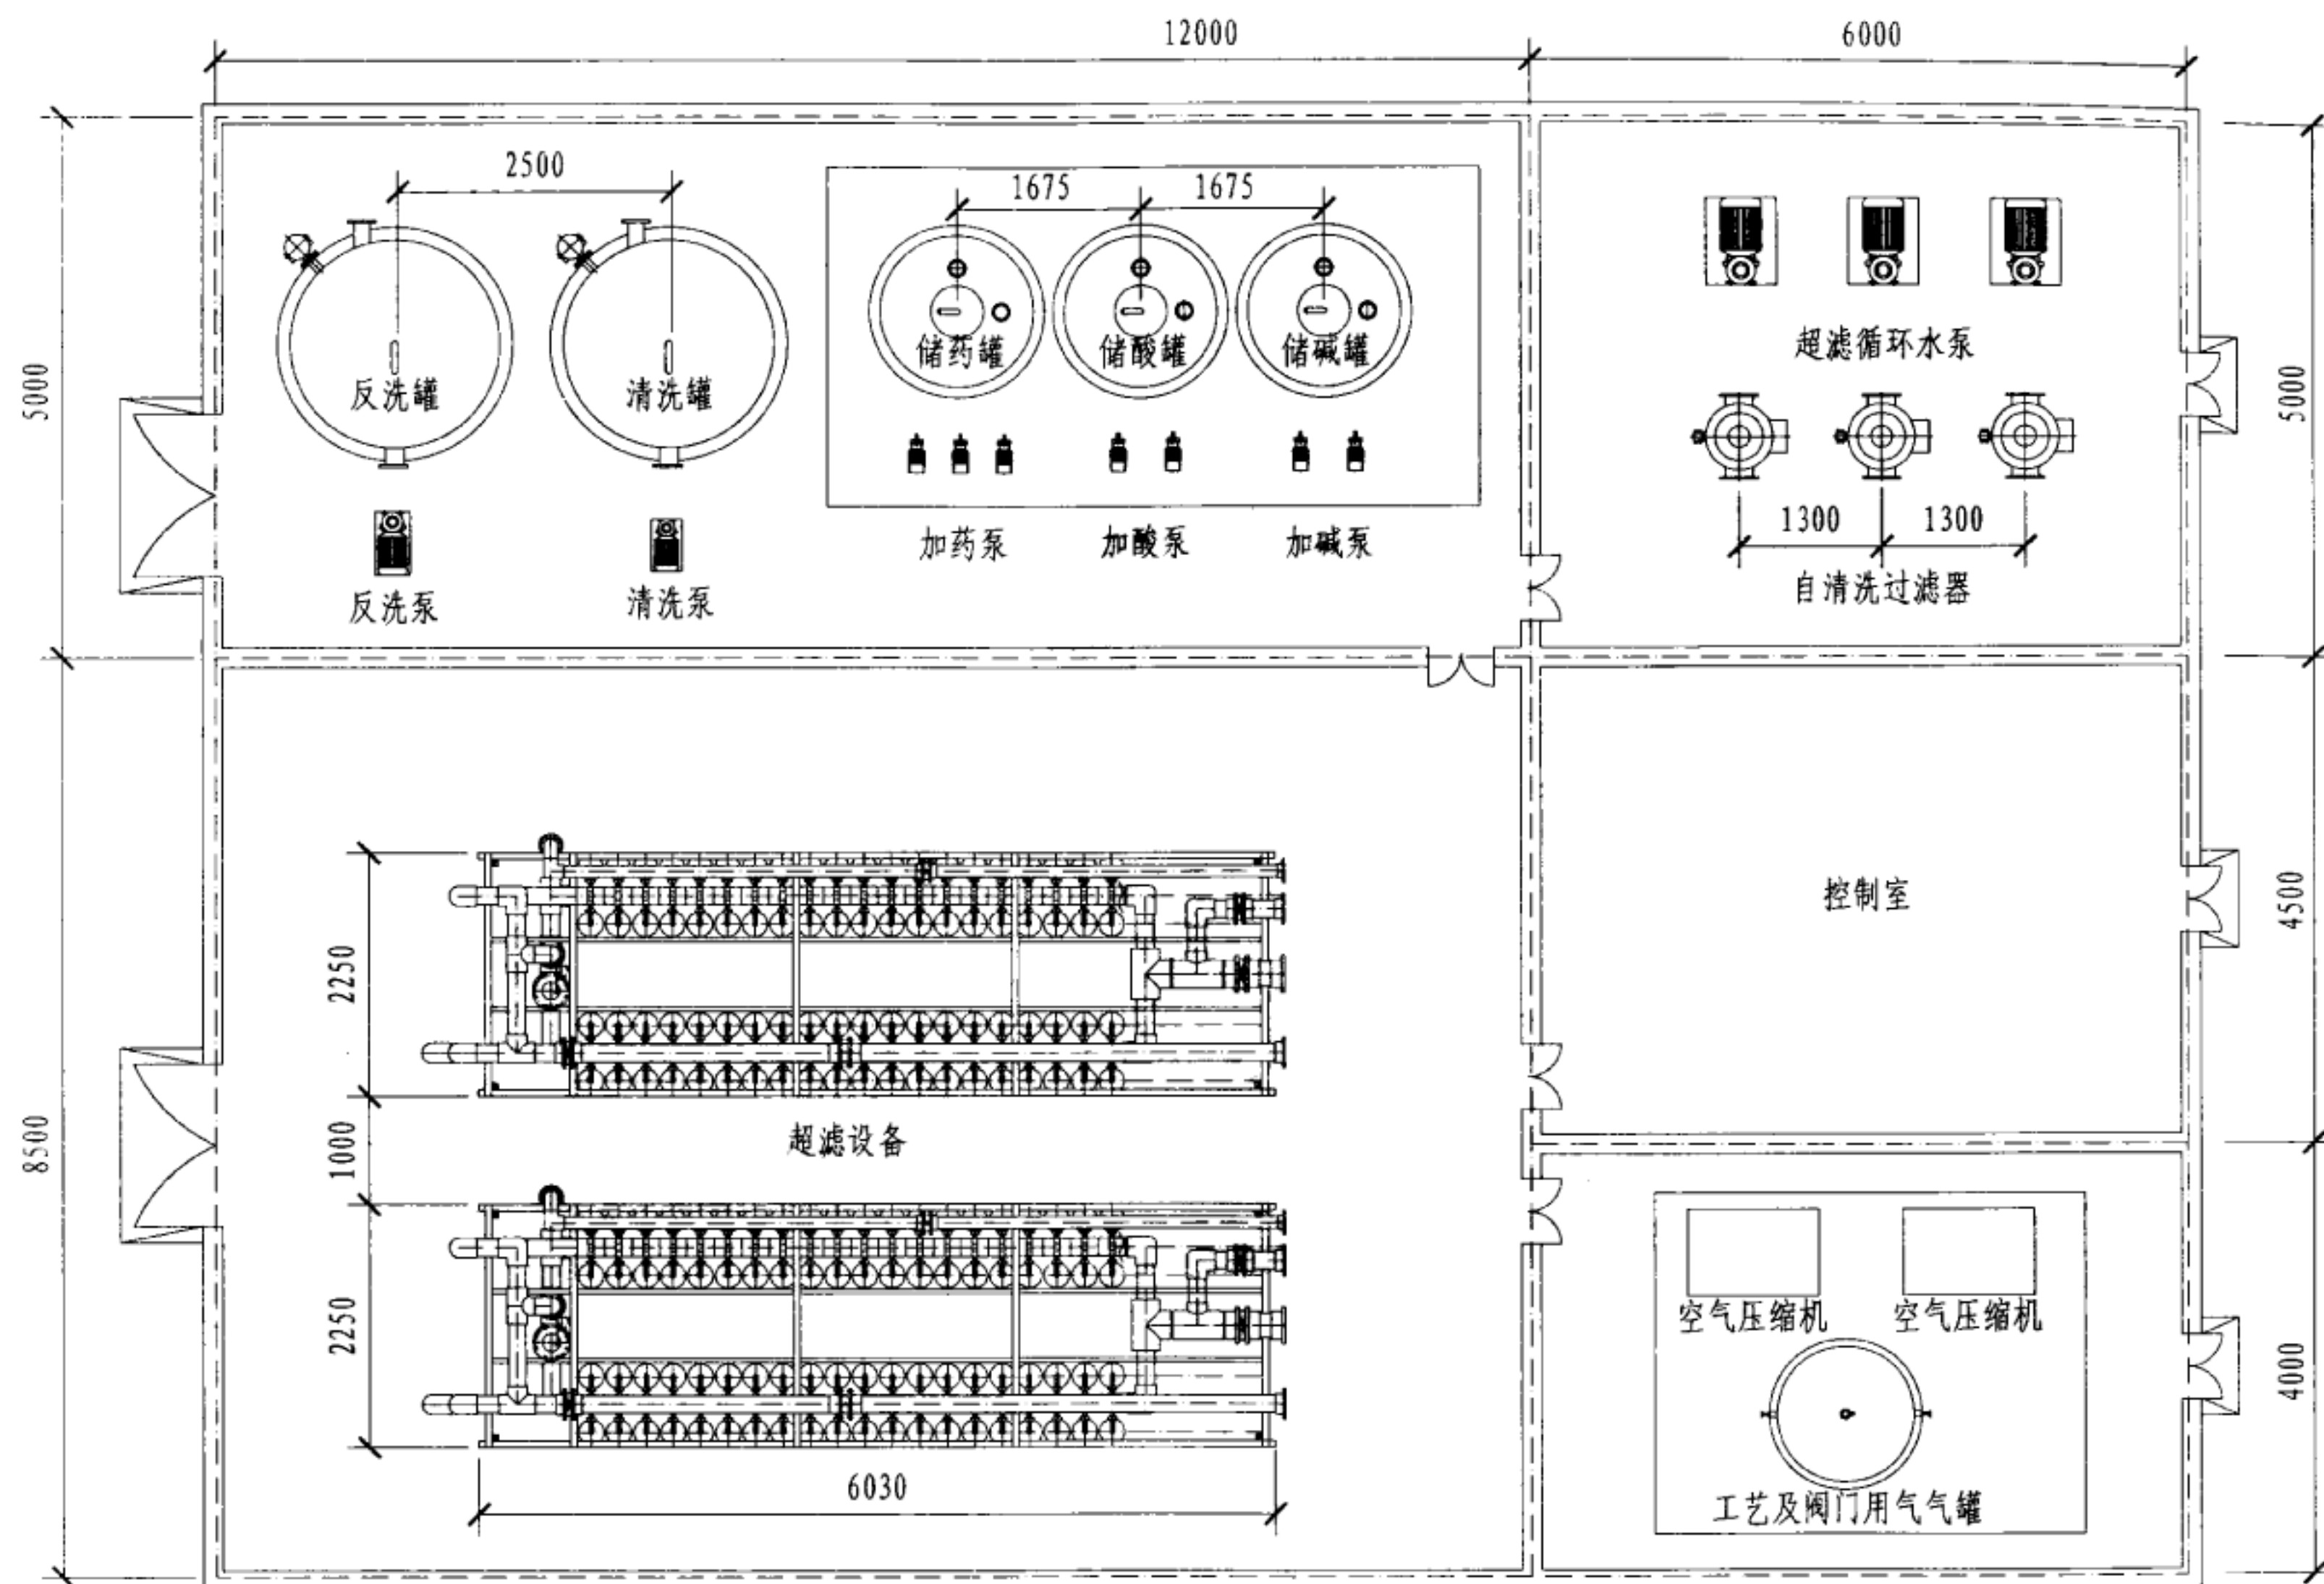 12000
6000
2500
1675
1675
储药罐
储酸罐
储碱罐
超滤循环水泵
反洗罐
清洗罐
5000
5000
1300
1300
加药泵
加酸泵
加碱泵
自清洗过滤器
反洗泵
清洗泵
控制室
4500
2250
超滤设备
1000
8500
空气压缩机
空气压缩机
2250
4000
6030
工艺及阀门用气气罐